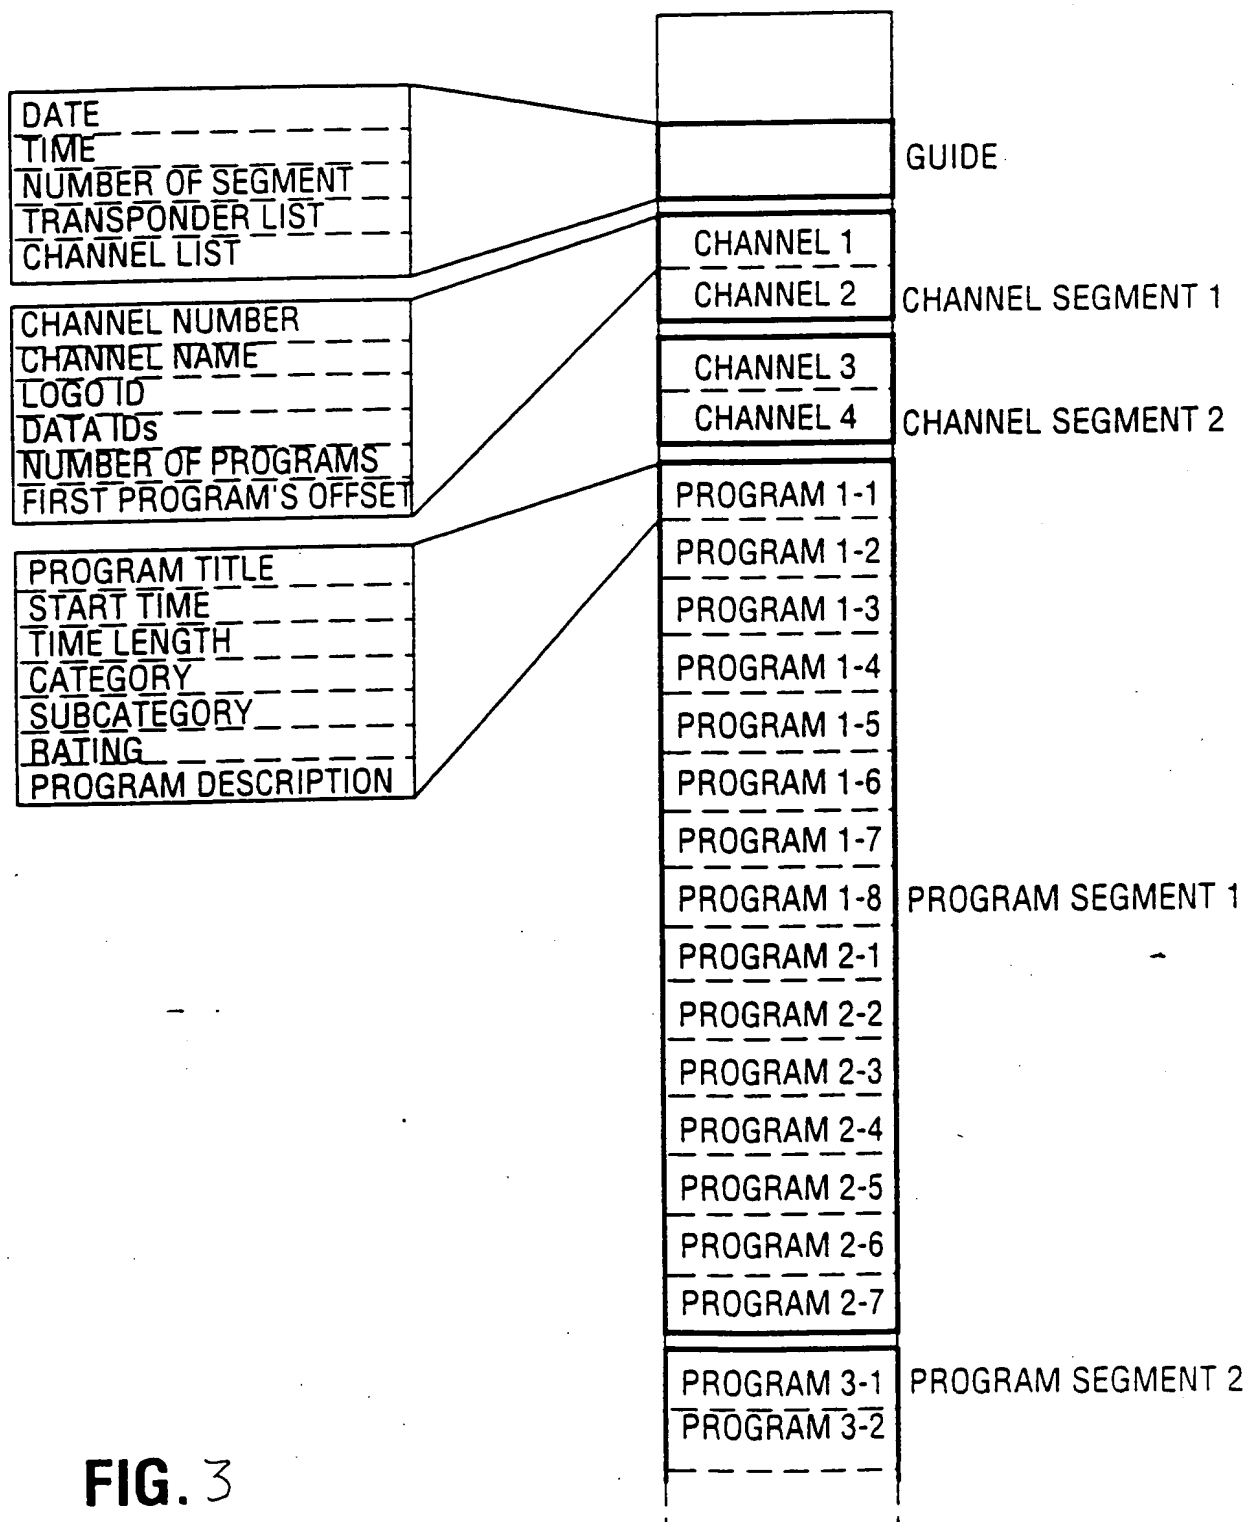 DATE
TIME
NUMBER OF SEGMENT
TRANSPONDER LIST
CHANNEL LIST
CHANNEL NUMBER
CHANNEL NAME
LOGO ID
DATA IDs
NUMBER OF PROGRAMS
FIRST PROGRAM'S OFFSET
PROGRAM TITLE
START TIME
TIME LENGTH
CATEGORY
SUBCATEGORY
RATING
PROGRAM DESCRIPTION
GUIDE
CHANNEL 1
CHANNEL 2
CHANNEL SEGMENT 1
CHANNEL 3
CHANNEL 4
CHANNEL SEGMENT 2
PROGRAM 1-1
PROGRAM 1-2
PROGRAM 1-3
PROGRAM 1-4
PROGRAM 1-5
PROGRAM 1-6
PROGRAM 1-7
PROGRAM 1-8
PROGRAM SEGMENT 1
PROGRAM 2-1
PROGRAM 2-2
PROGRAM 2-3
PROGRAM 2-4
PROGRAM 2-5
PROGRAM 2-6
PROGRAM 2-7
PROGRAM 3-1
PROGRAM SEGMENT 2
PROGRAM 3-2
FIG. 3